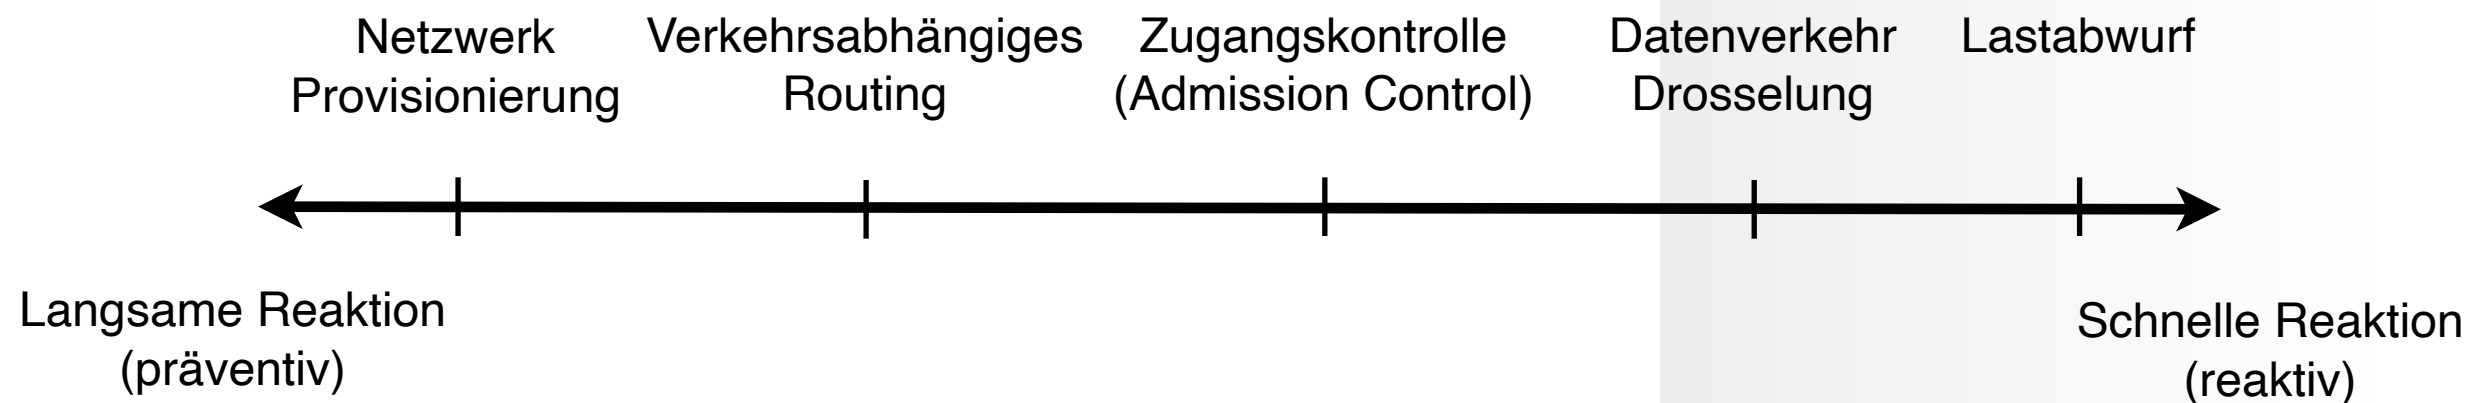 Netzwerk
Provisionierung
Verkehrsabhängiges
Routing
Zugangskontrolle
(Admission Control)
Datenverkehr
Drosselung
Lastabwurf
Langsame Reaktion
(präventiv)
Schnelle Reaktion
(reaktiv)